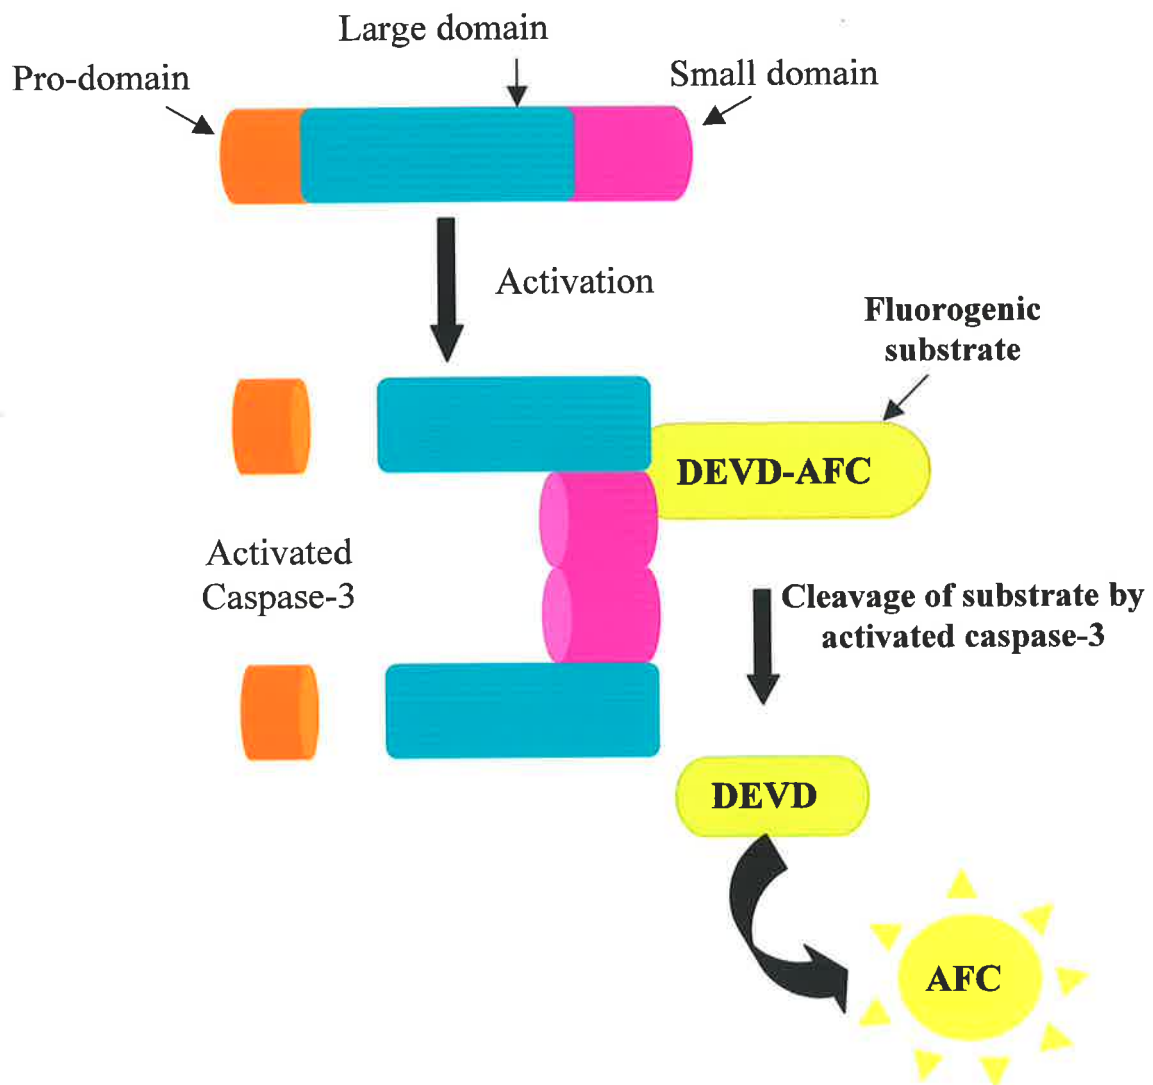 Large domain
Pro-domain
Small domain
Activation
Fluorogenic
substrate
DEVD-AFC
Activated
Caspase-3
Cleavage of substrate by
activated caspase-3
DEVD
AFC